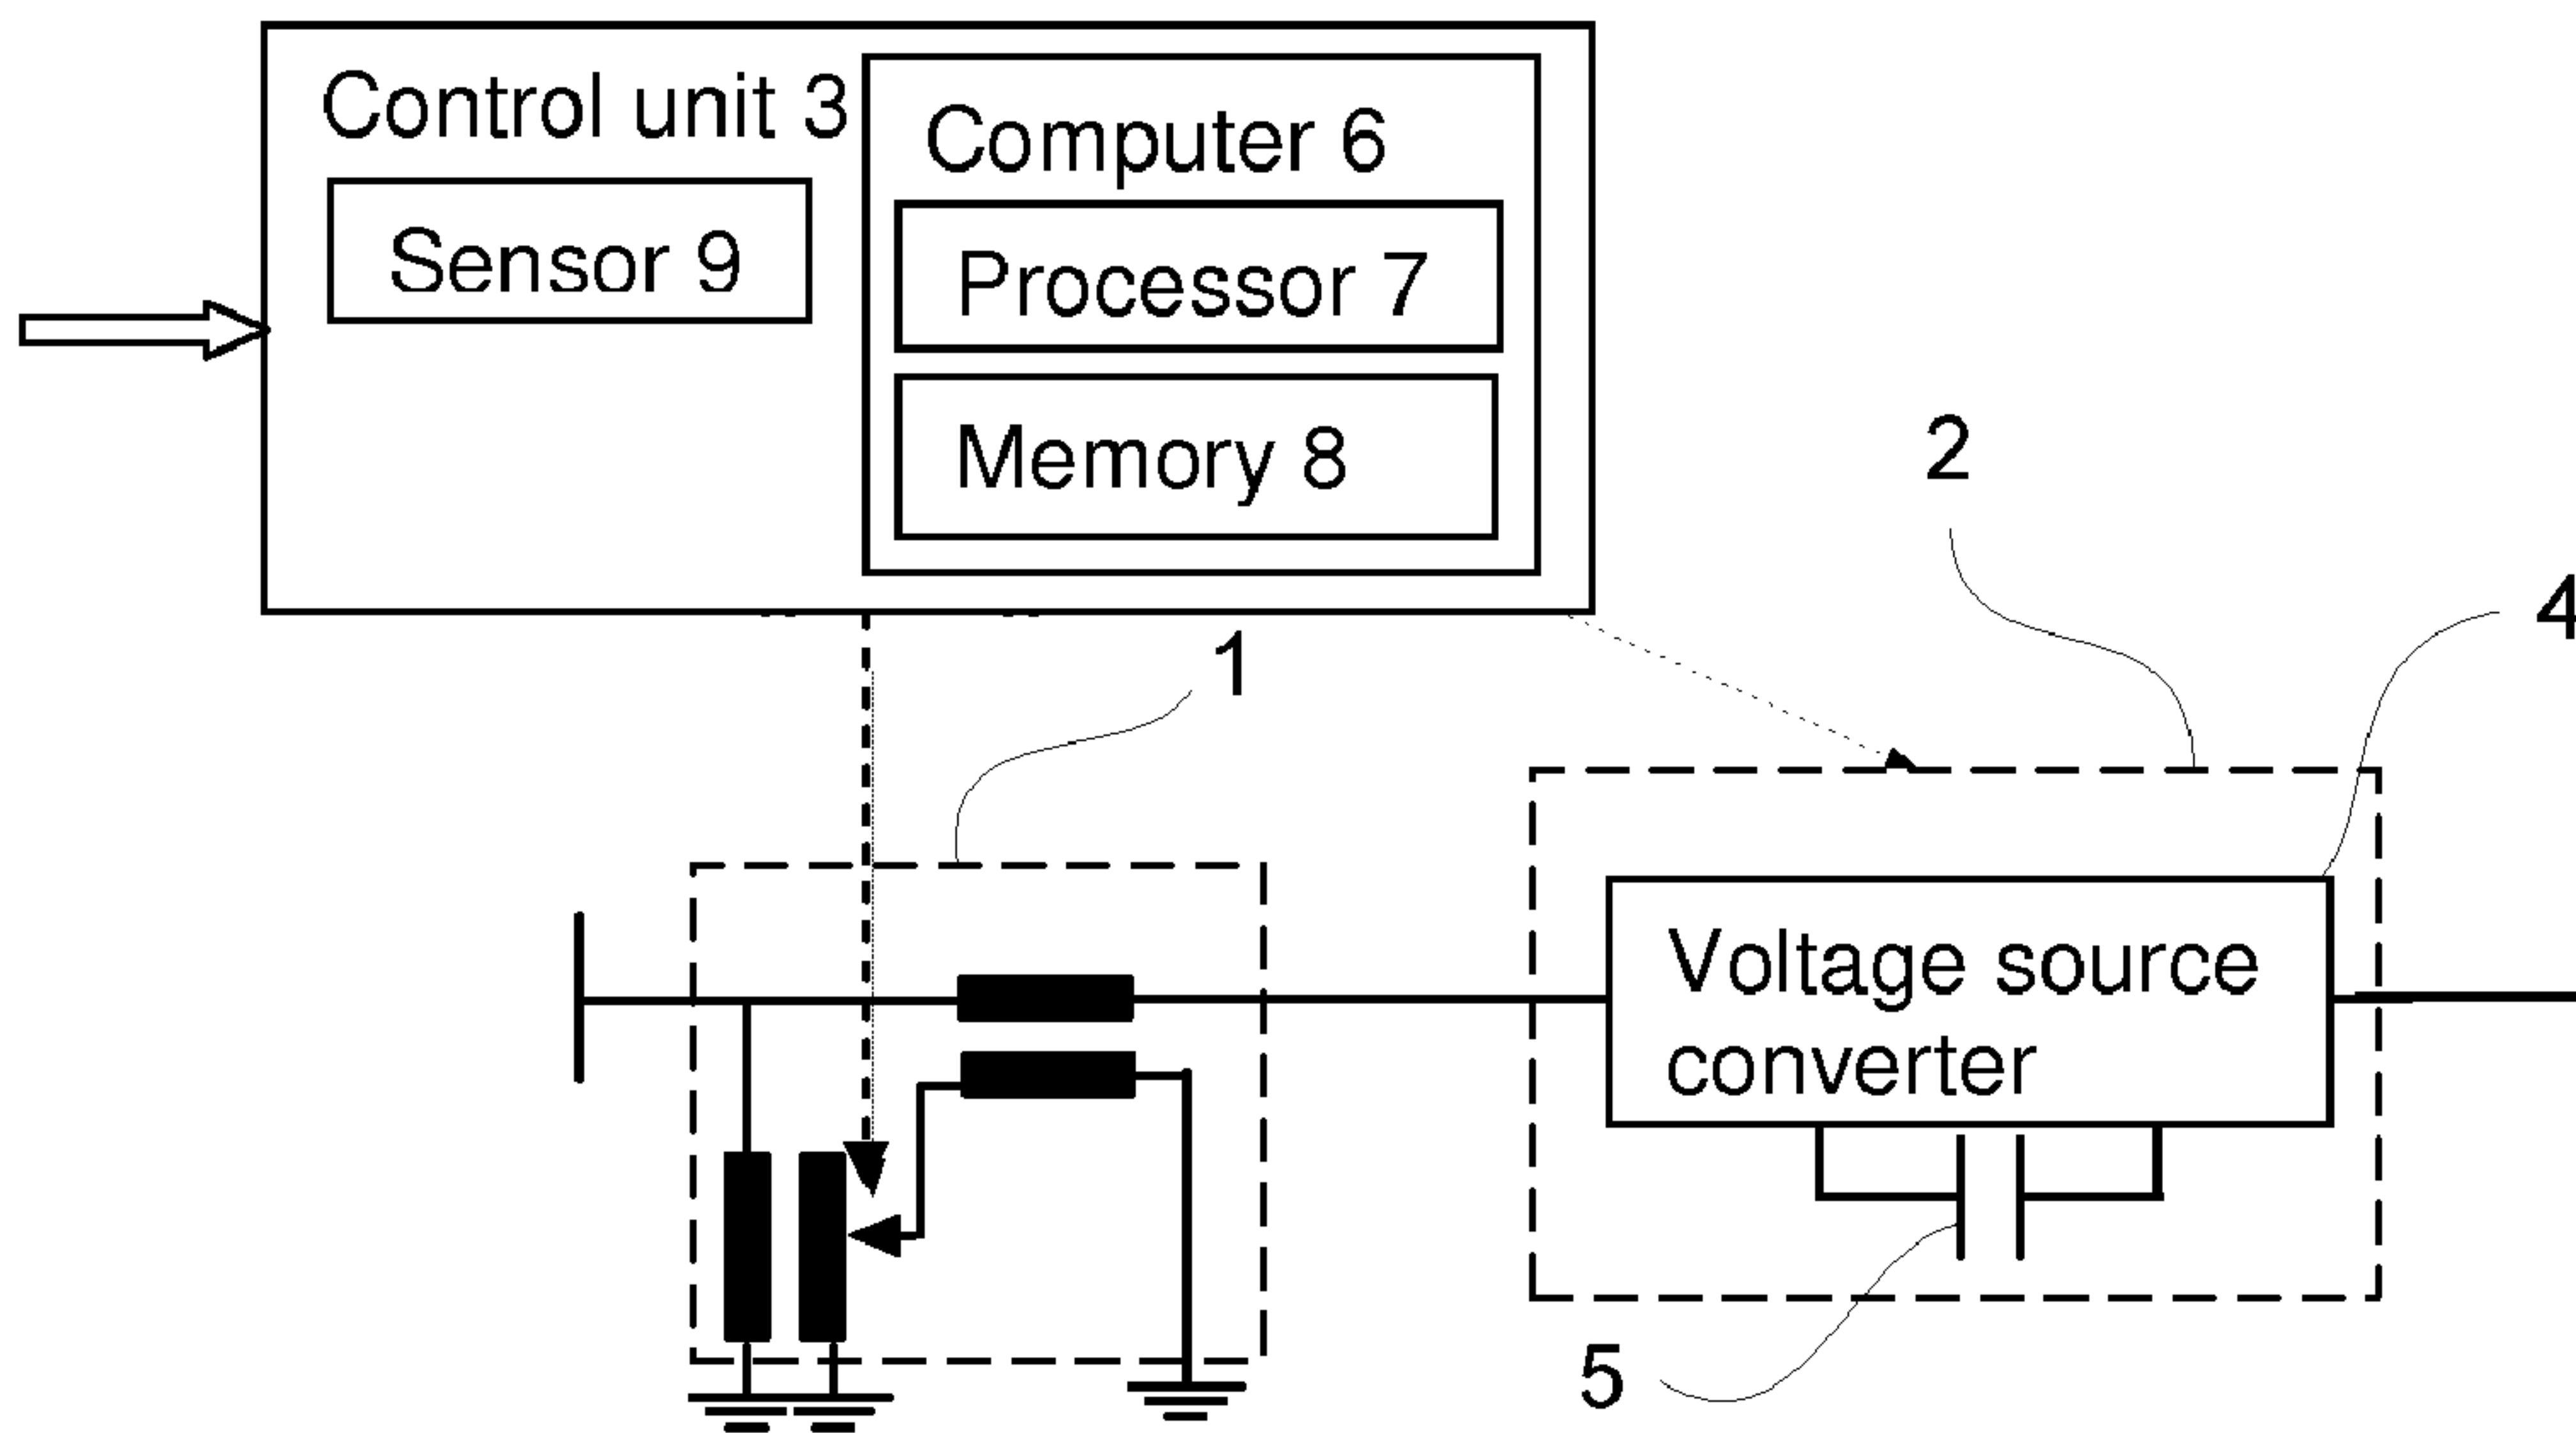 Control unit 3
Computer 6
Sensor 9
Processor 7
Memory 8
2
4
1
Voltage source
converter
5